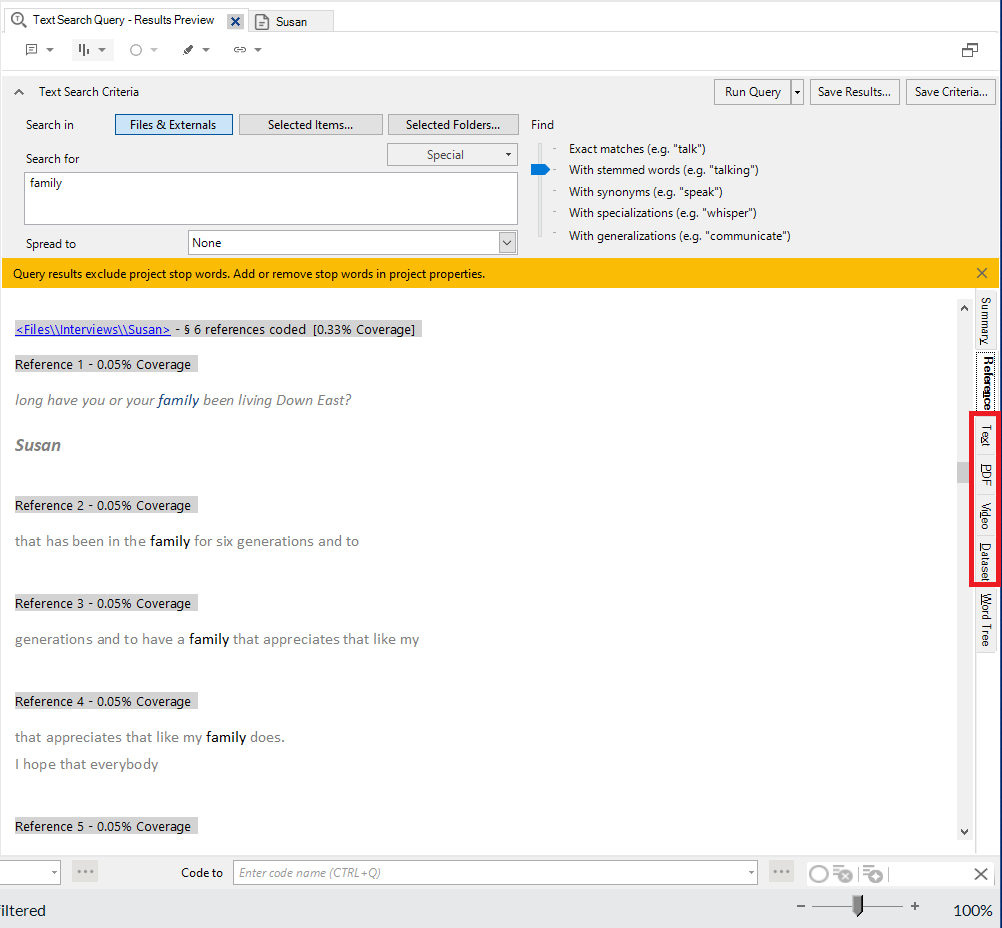 Text Search Query - Results Preview
Susan
Text Search Criteria
Run Query
Save Results...
Save Criteria...
Search in
Files & Externals
Selected Items...
Selected Folders...
Find
Search for
Special
family
Spread to
None
Exact matches (e.g. "talk")
With stemmed words (e.g. "talking")
With synonyms (e.g. "speak")
With specializations (e.g. "whisper")
With generalizations (e.g. "communicate")
Query results exclude project stop words. Add or remove stop words in project properties.
<Files\\Interviews\\Susan> - § 6 references coded [0.33% Coverage]
Reference 1 - 0.05% Coverage
long have you or your family been living Down East?
Susan
Reference 2 - 0.05% Coverage
that has been in the family for six generations and to
Reference 3 - 0.05% Coverage
generations and to have a family that appreciates that like my
Reference 4 - 0.05% Coverage
that appreciates that like my family does.
I hope that everybody
Reference 5 - 0.05% Coverage
Summary
Reference
Text
PDF
Video
Dataset
Word Tree
Code to
Enter code name (CTRL+Q)
filtered
100%